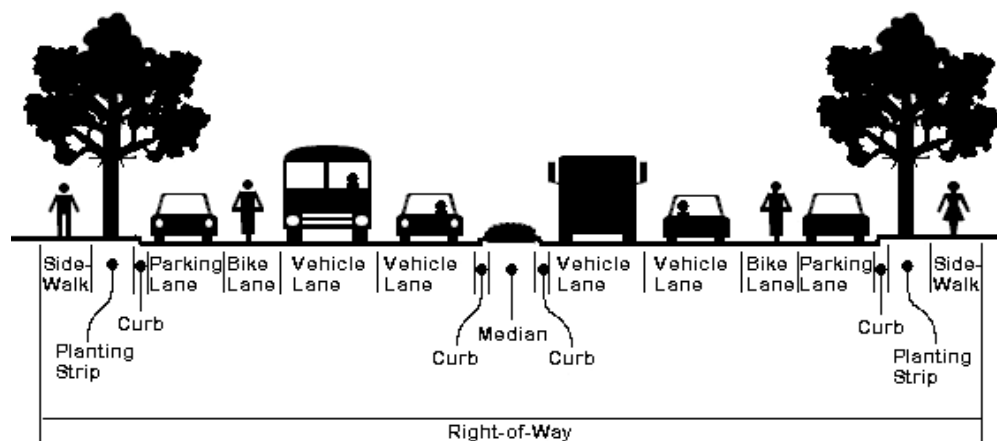 Side-
Walk
Parking
Lane
Bike
Lane
Vehicle
Lane
Vehicle
Lane
Vehicle
Lane
Vehicle
Lane
Bike
Lane
Parking
Lane
Side-
Walk
Planting
Strip
Curb
Curb
Median
Curb
Curb
Planting
Strip
Right-of-Way